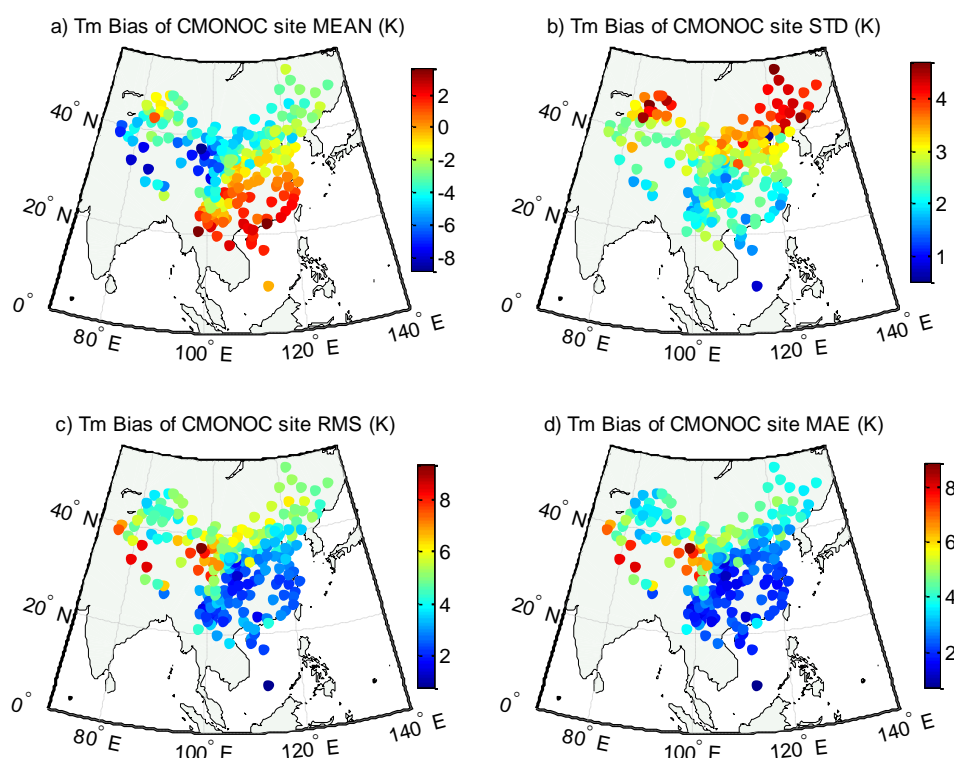 a) Tm Bias of CMONOC site MEAN (K)
40° N
20° N
0°
80° E
100° E
120° E
140° E
2
0
-2
-4
-6
-8
b) Tm Bias of CMONOC site STD (K)
40° N
20° N
0°
80° E
100° E
120° E
140° E
4
3
2
1
c) Tm Bias of CMONOC site RMS (K)
40° N
20° N
0°
80° E
100° E
120° E
140° E
8
6
4
2
d) Tm Bias of CMONOC site MAE (K)
40° N
20° N
0°
80° E
100° E
120° E
140° E
8
6
4
2